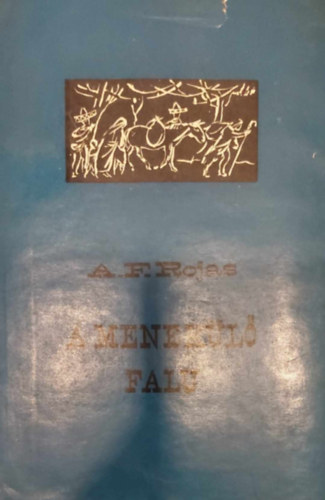 A. F. Rojas
A MENEKÜLŐ
FALU